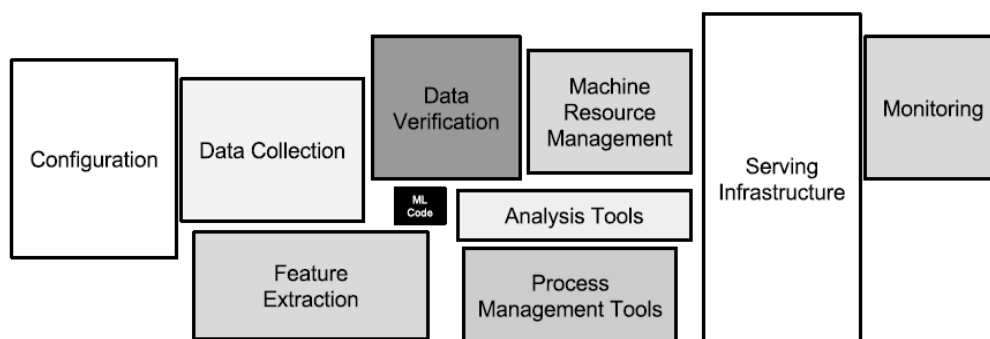 Configuration
Data Collection
Data
Verification
Machine
Resource
Management
Serving
Infrastructure
Monitoring
ML
Code
Analysis Tools
Feature
Extraction
Process
Management Tools